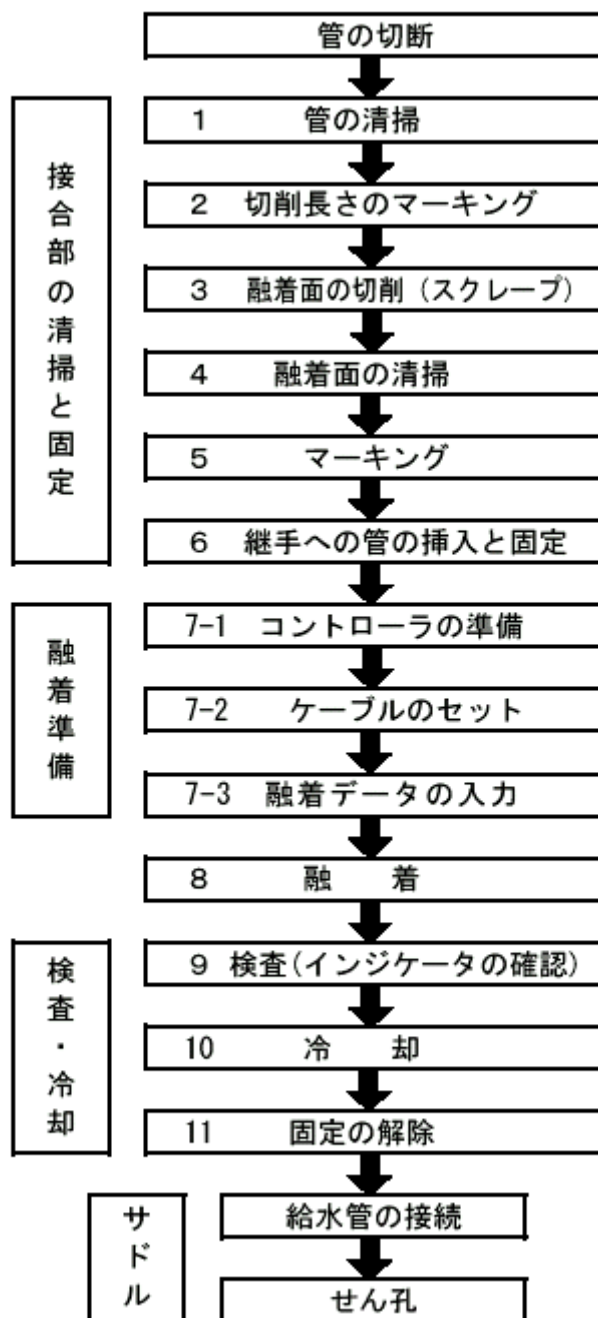 管の切断
接合部の清掃と固定
1 管の清掃
2 切削長さのマーキング
3 融着面の切削（スクレープ）
4 融着面の清掃
5 マーキング
6 継手への管の挿入と固定
融着準備
7-1 コントローラの準備
7-2 ケーブルのセット
7-3 融着データの入力
8 融着
検査・冷却
9 検査(インジケータの確認)
10 冷却
11 固定の解除
サドル
給水管の接続
せん孔